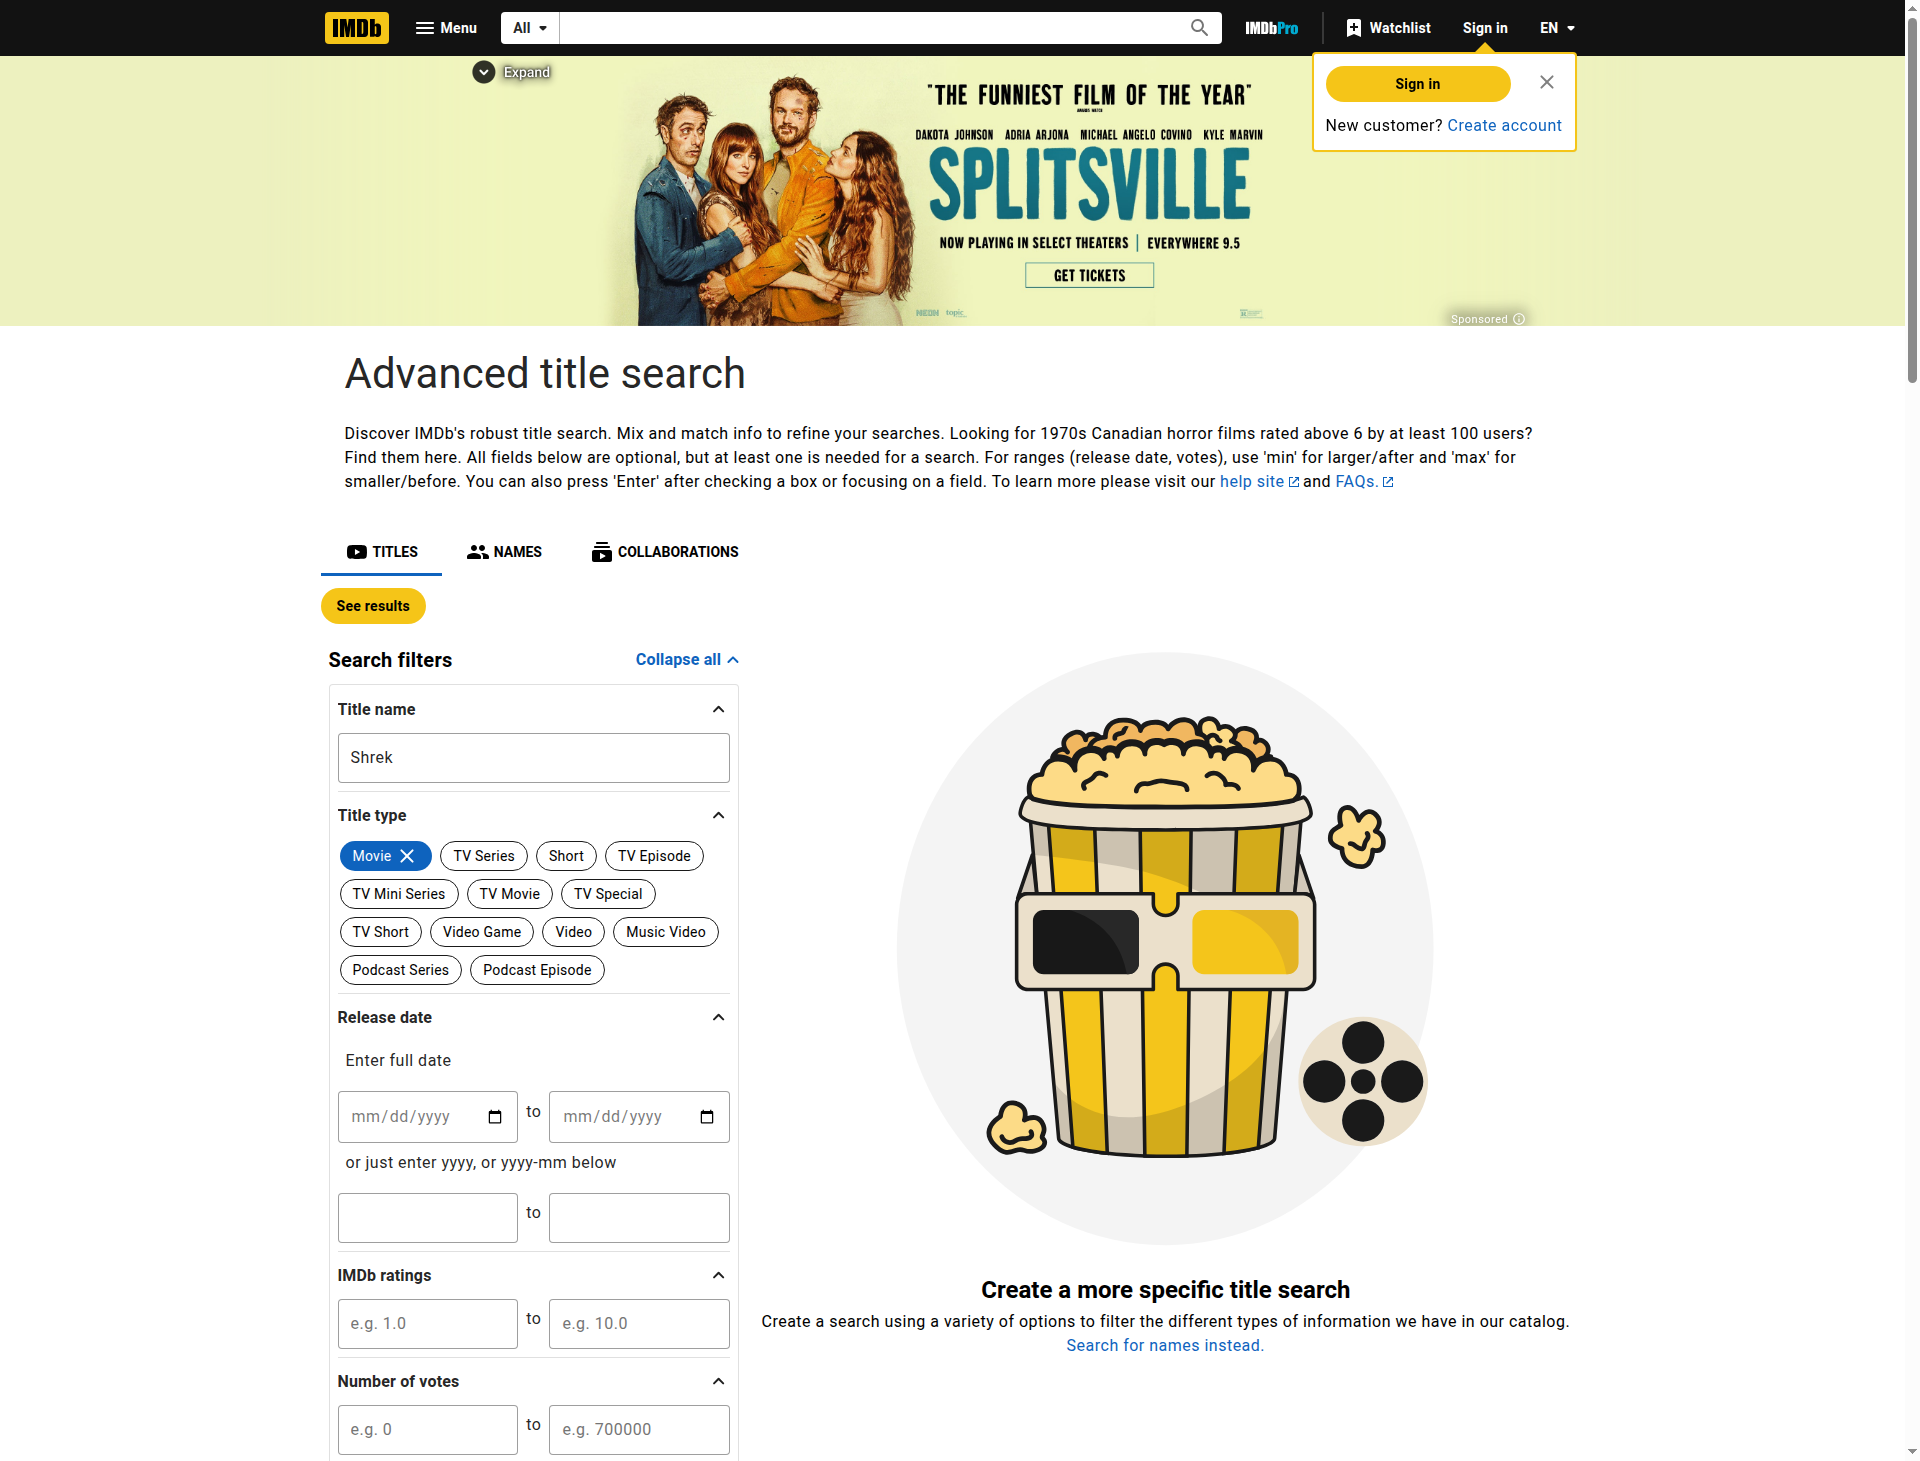 IMDb
Menu
All
IMDbPro
Watchlist
Sign in
EN
Expand
Sign in
New customer? Create account
"THE FUNNIEST FILM OF THE YEAR"
AWARDS WATCH
DAKOTA JOHNSON ADRIA ARJONA MICHAEL ANGELO COVINO KYLE MARVIN
SPLITSVILLE
NOW PLAYING IN SELECT THEATERS | EVERYWHERE 9.5
GET TICKETS
NEON topic
Sponsored
Advanced title search
Discover IMDb's robust title search. Mix and match info to refine your searches. Looking for 1970s Canadian horror films rated above 6 by at least 100 users?
Find them here. All fields below are optional, but at least one is needed for a search. For ranges (release date, votes), use 'min' for larger/after and 'max' for
smaller/before. You can also press 'Enter' after checking a box or focusing on a field. To learn more please visit our help site and FAQs.
TITLES NAMES COLLABORATIONS
See results
Search filters Collapse all
Title name
Shrek
Title type
Movie TV Series Short TV Episode
TV Mini Series TV Movie TV Special
TV Short Video Game Video Music Video
Podcast Series Podcast Episode
Release date
Enter full date
mm/dd/yyyy to mm/dd/yyyy
or just enter yyyy, or yyyy-mm below
to
IMDb ratings
e.g. 1.0 to e.g. 10.0
Number of votes
e.g. 0 to e.g. 700000
Create a more specific title search
Create a search using a variety of options to filter the different types of information we have in our catalog.
Search for names instead.